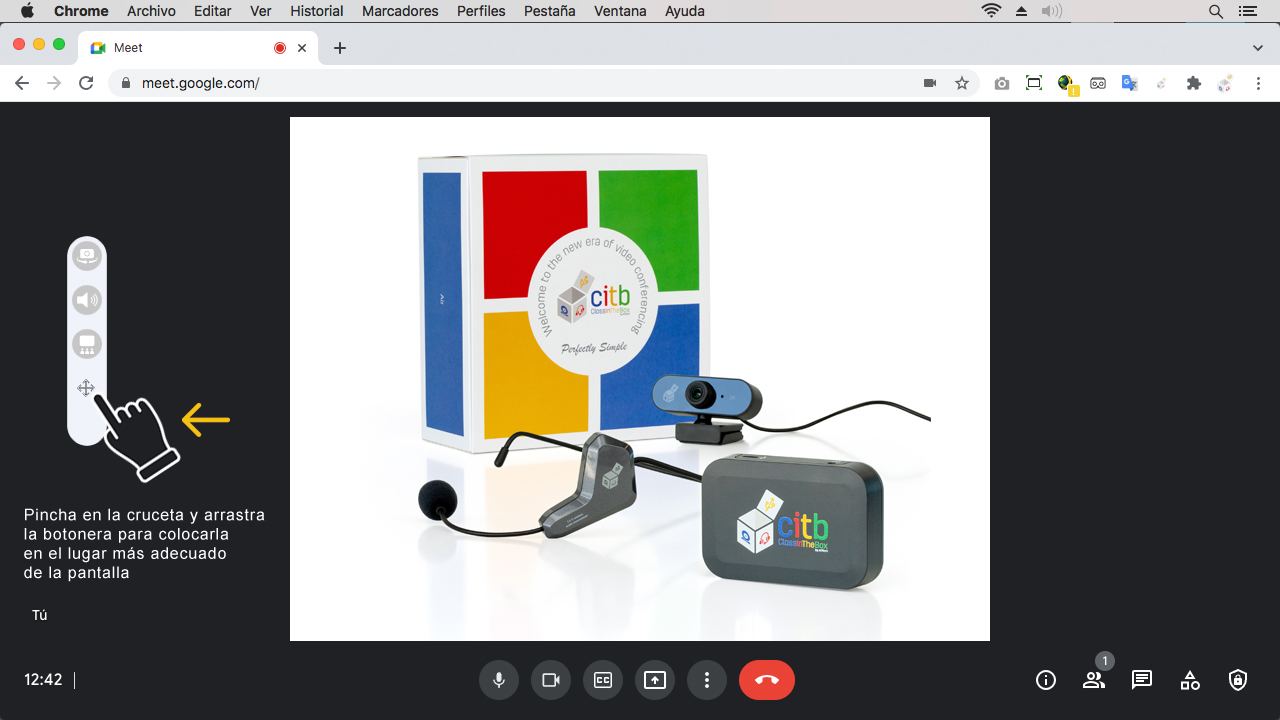 Chrome Archivo Editar Ver Historial Marcadores Perfiles Pestaña Ventana Ayuda
Meet
meet.google.com/
Welcome to the new era of video conferencing
citb
ClassInTheBox
Perfectly Simple
Air
citb
ClassInTheBox
Pincha en la cruceta y arrastra
la botonera para colocarla
en el lugar más adecuado
de la pantalla
Tú
12:42
CC
1